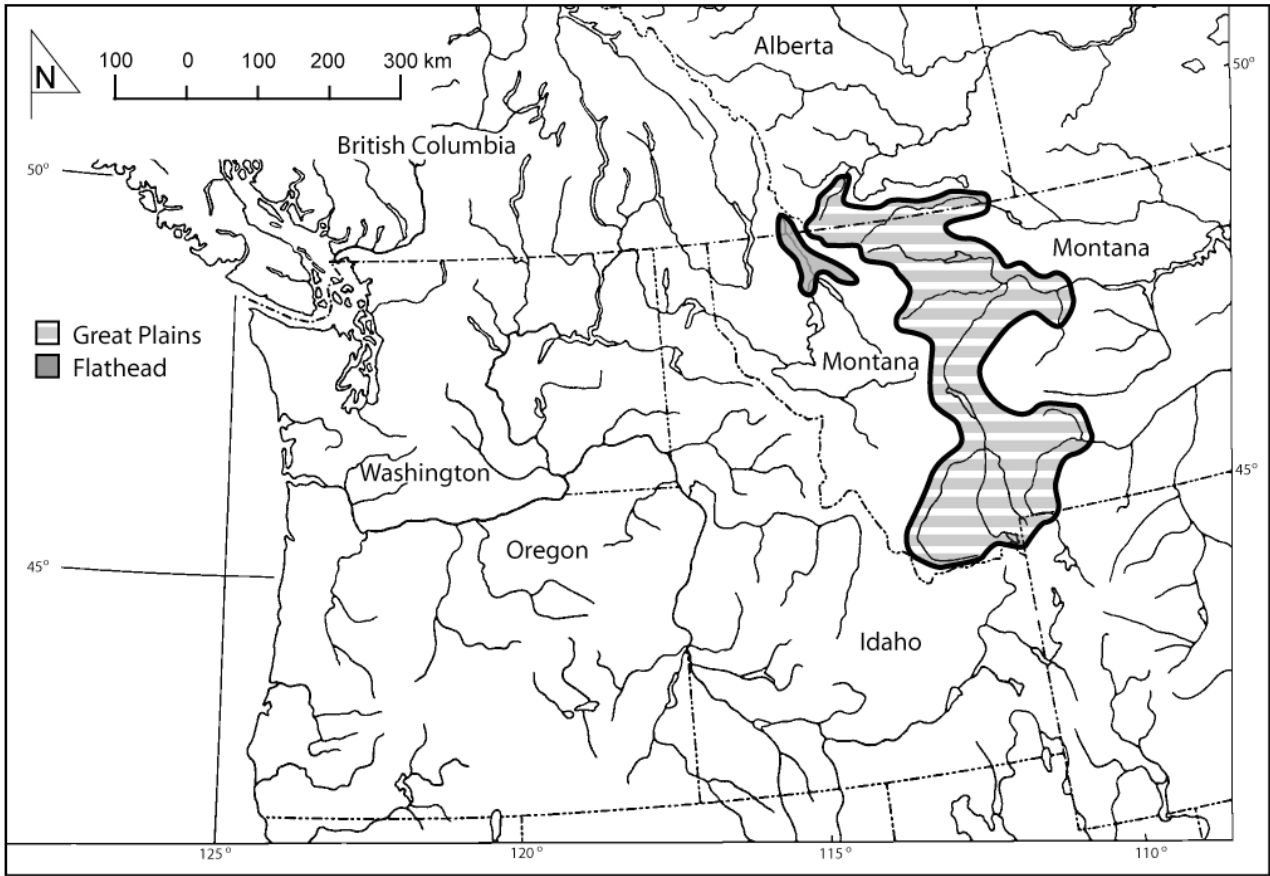 Alberta
N
100 0 100 200 300 km
50°
British Columbia
50°
Montana
Great Plains
Flathead
Montana
Washington
45°
Oregon
45°
Idaho
125° 120° 115° 110°